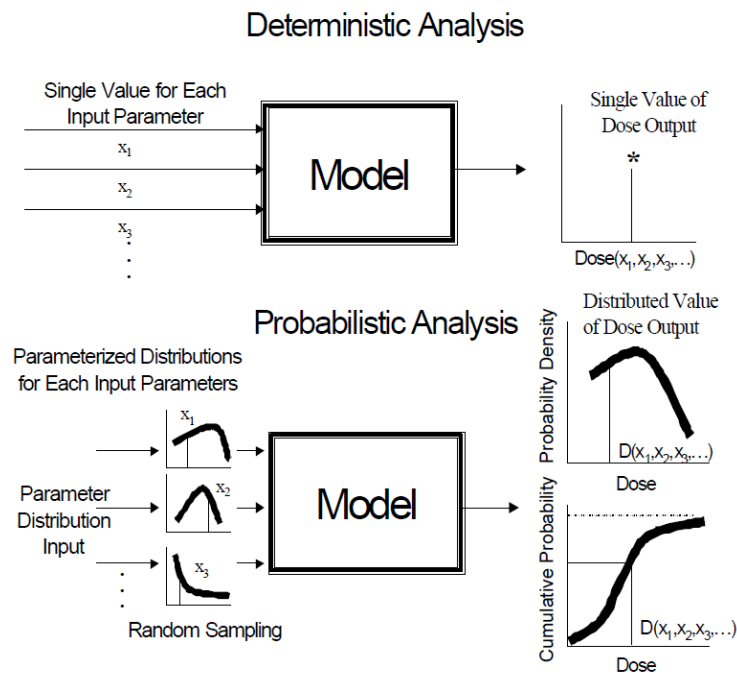 Deterministic Analysis
Single Value for Each
Input Parameter
x1
x2
x3
Model
Single Value of
Dose Output
*
Dose(x1,x2,x3,...)
Probabilistic Analysis
Parameterized Distributions
for Each Input Parameters
x1
x2
x3
Parameter
Distribution
Input
Random Sampling
Model
Distributed Value
of Dose Output
Probability Density
D(x1,x2,x3,...)
Dose
Cumulative Probability
D(x1,x2,x3,...)
Dose